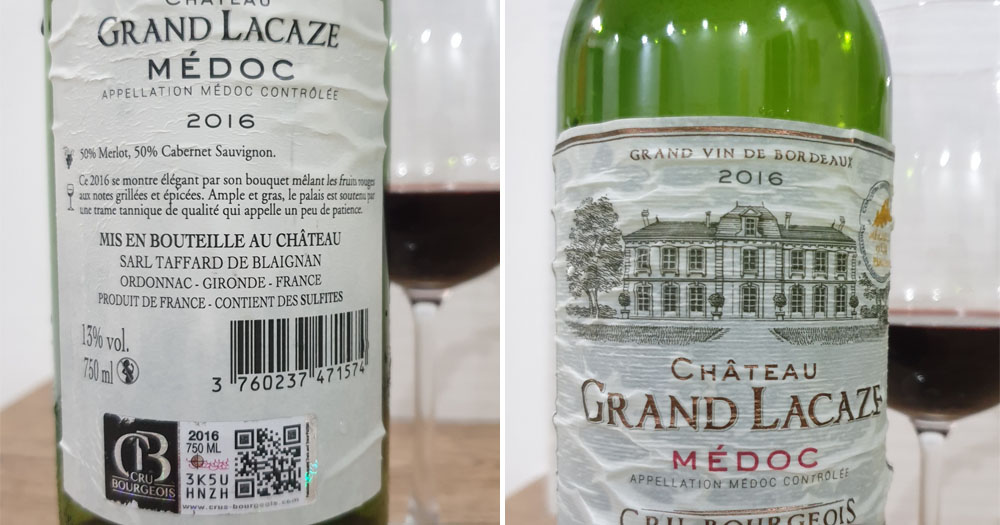 CHÂTEAU
GRAND LACAZE
MÉDOC
APPELLATION MÉDOC CONTRÔLÉE
2016
50% Merlot, 50% Cabernet Sauvignon.
Ce 2016 se montre élégant par son bouquet mêlant les fruits rouges
aux notes grillées et épicées. Ample et gras, le palais est soutenu par
une trame tannique de qualité qui appelle un peu de patience.
MIS EN BOUTEILLE AU CHÂTEAU
SARL TAFFARD DE BLAIGNAN
ORDONNAC - GIRONDE - FRANCE
PRODUIT DE FRANCE - CONTIENT DES SULFITES
13% vol.
750 ml
3 760237 471574
CB
CRU
BOURGEOIS
2016
750 ML
3K5U
HNZH
www.crus-bourgeois.com
GRAND VIN DE BORDEAUX
2016
CHÂTEAU
GRAND LACAZE
MÉDOC
APPELLATION MÉDOC CONTRÔLÉE
CRU BOURGEOIS